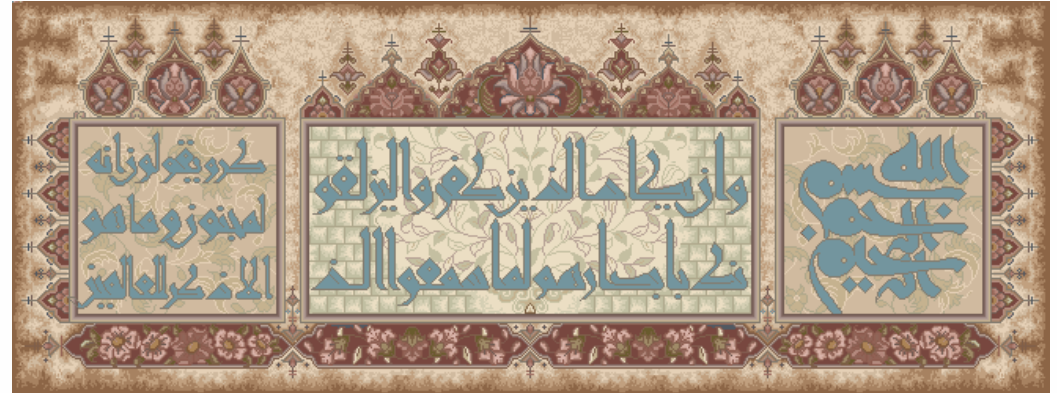 بسم الله
الرحمن
الرحيم
وان يكاد الذين كفروا ليزلقو
نك بابصارهم لما سمعوا الذ
كر ويقولون انه
لمجنون وما هو
الا ذكر للعالمين